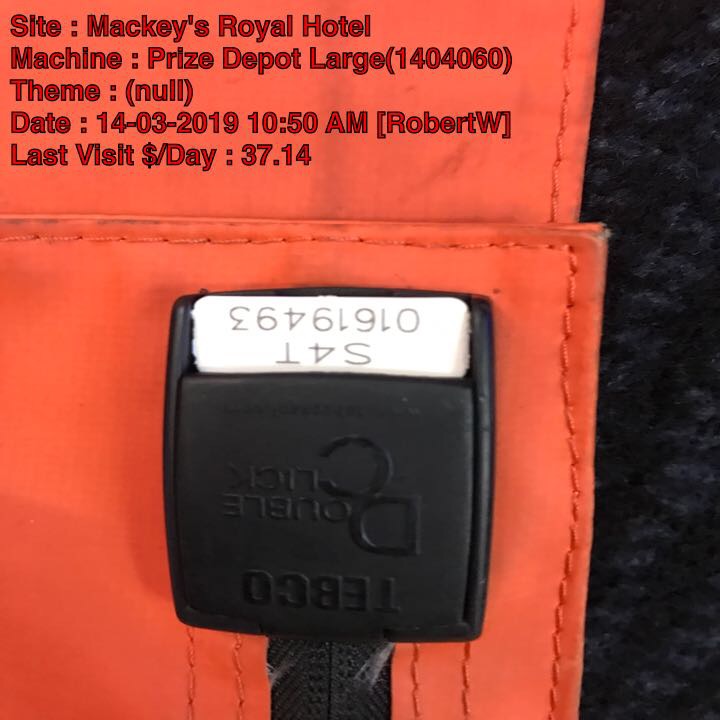 Site : Mackey's Royal Hotel
Machine : Prize Depot Large(1404060)
Theme : (null)
Date : 14-03-2019 10:50 AM [RobertW]
Last Visit $/Day : 37.14
TEBCO
DOUBLE
CLICK
S4T
01619493